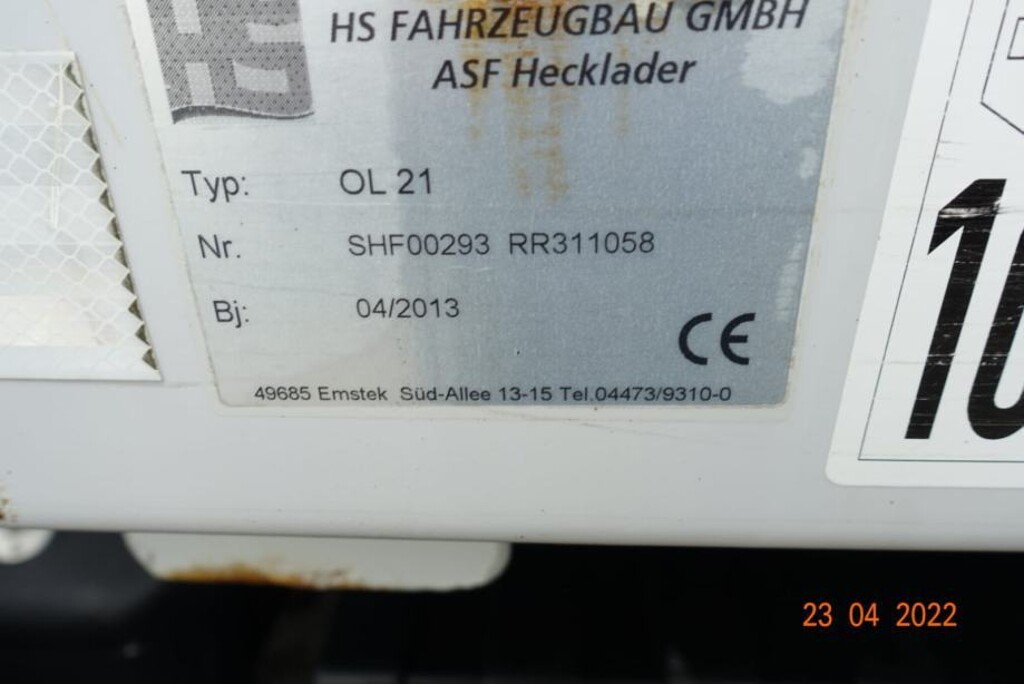 HS FAHRZEUGBAU GMBH
ASF Hecklader
Typ: OL 21
Nr. SHF00293 RR311058
Bj: 04/2013
CE
49685 Emstek Süd-Allee 13-15 Tel.04473/9310-0
10
23 04 2022